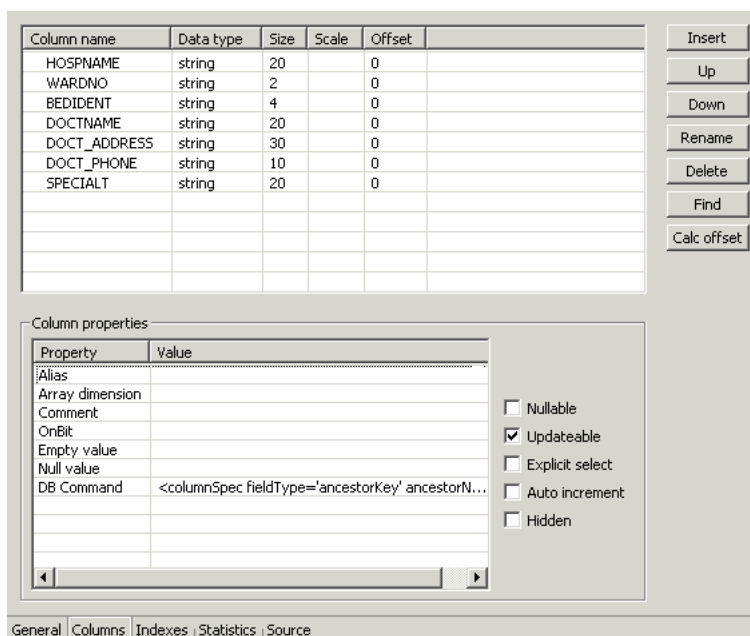 Column name Data type Size Scale Offset
HOSPNAME string 20 0
WARDNO string 2 0
BEDIDENT string 4 0
DOCTNAME string 20 0
DOCT_ADDRESS string 30 0
DOCT_PHONE string 10 0
SPECIALT string 20 0
Insert
Up
Down
Rename
Delete
Find
Calc offset
Column properties
Property Value
Alias
Array dimension
Comment
OnBit
Empty value
Null value
DB Command <columnSpec fieldType='ancestorKey' ancestorN...
Nullable
Updateable
Explicit select
Auto increment
Hidden
General Columns Indexes Statistics Source